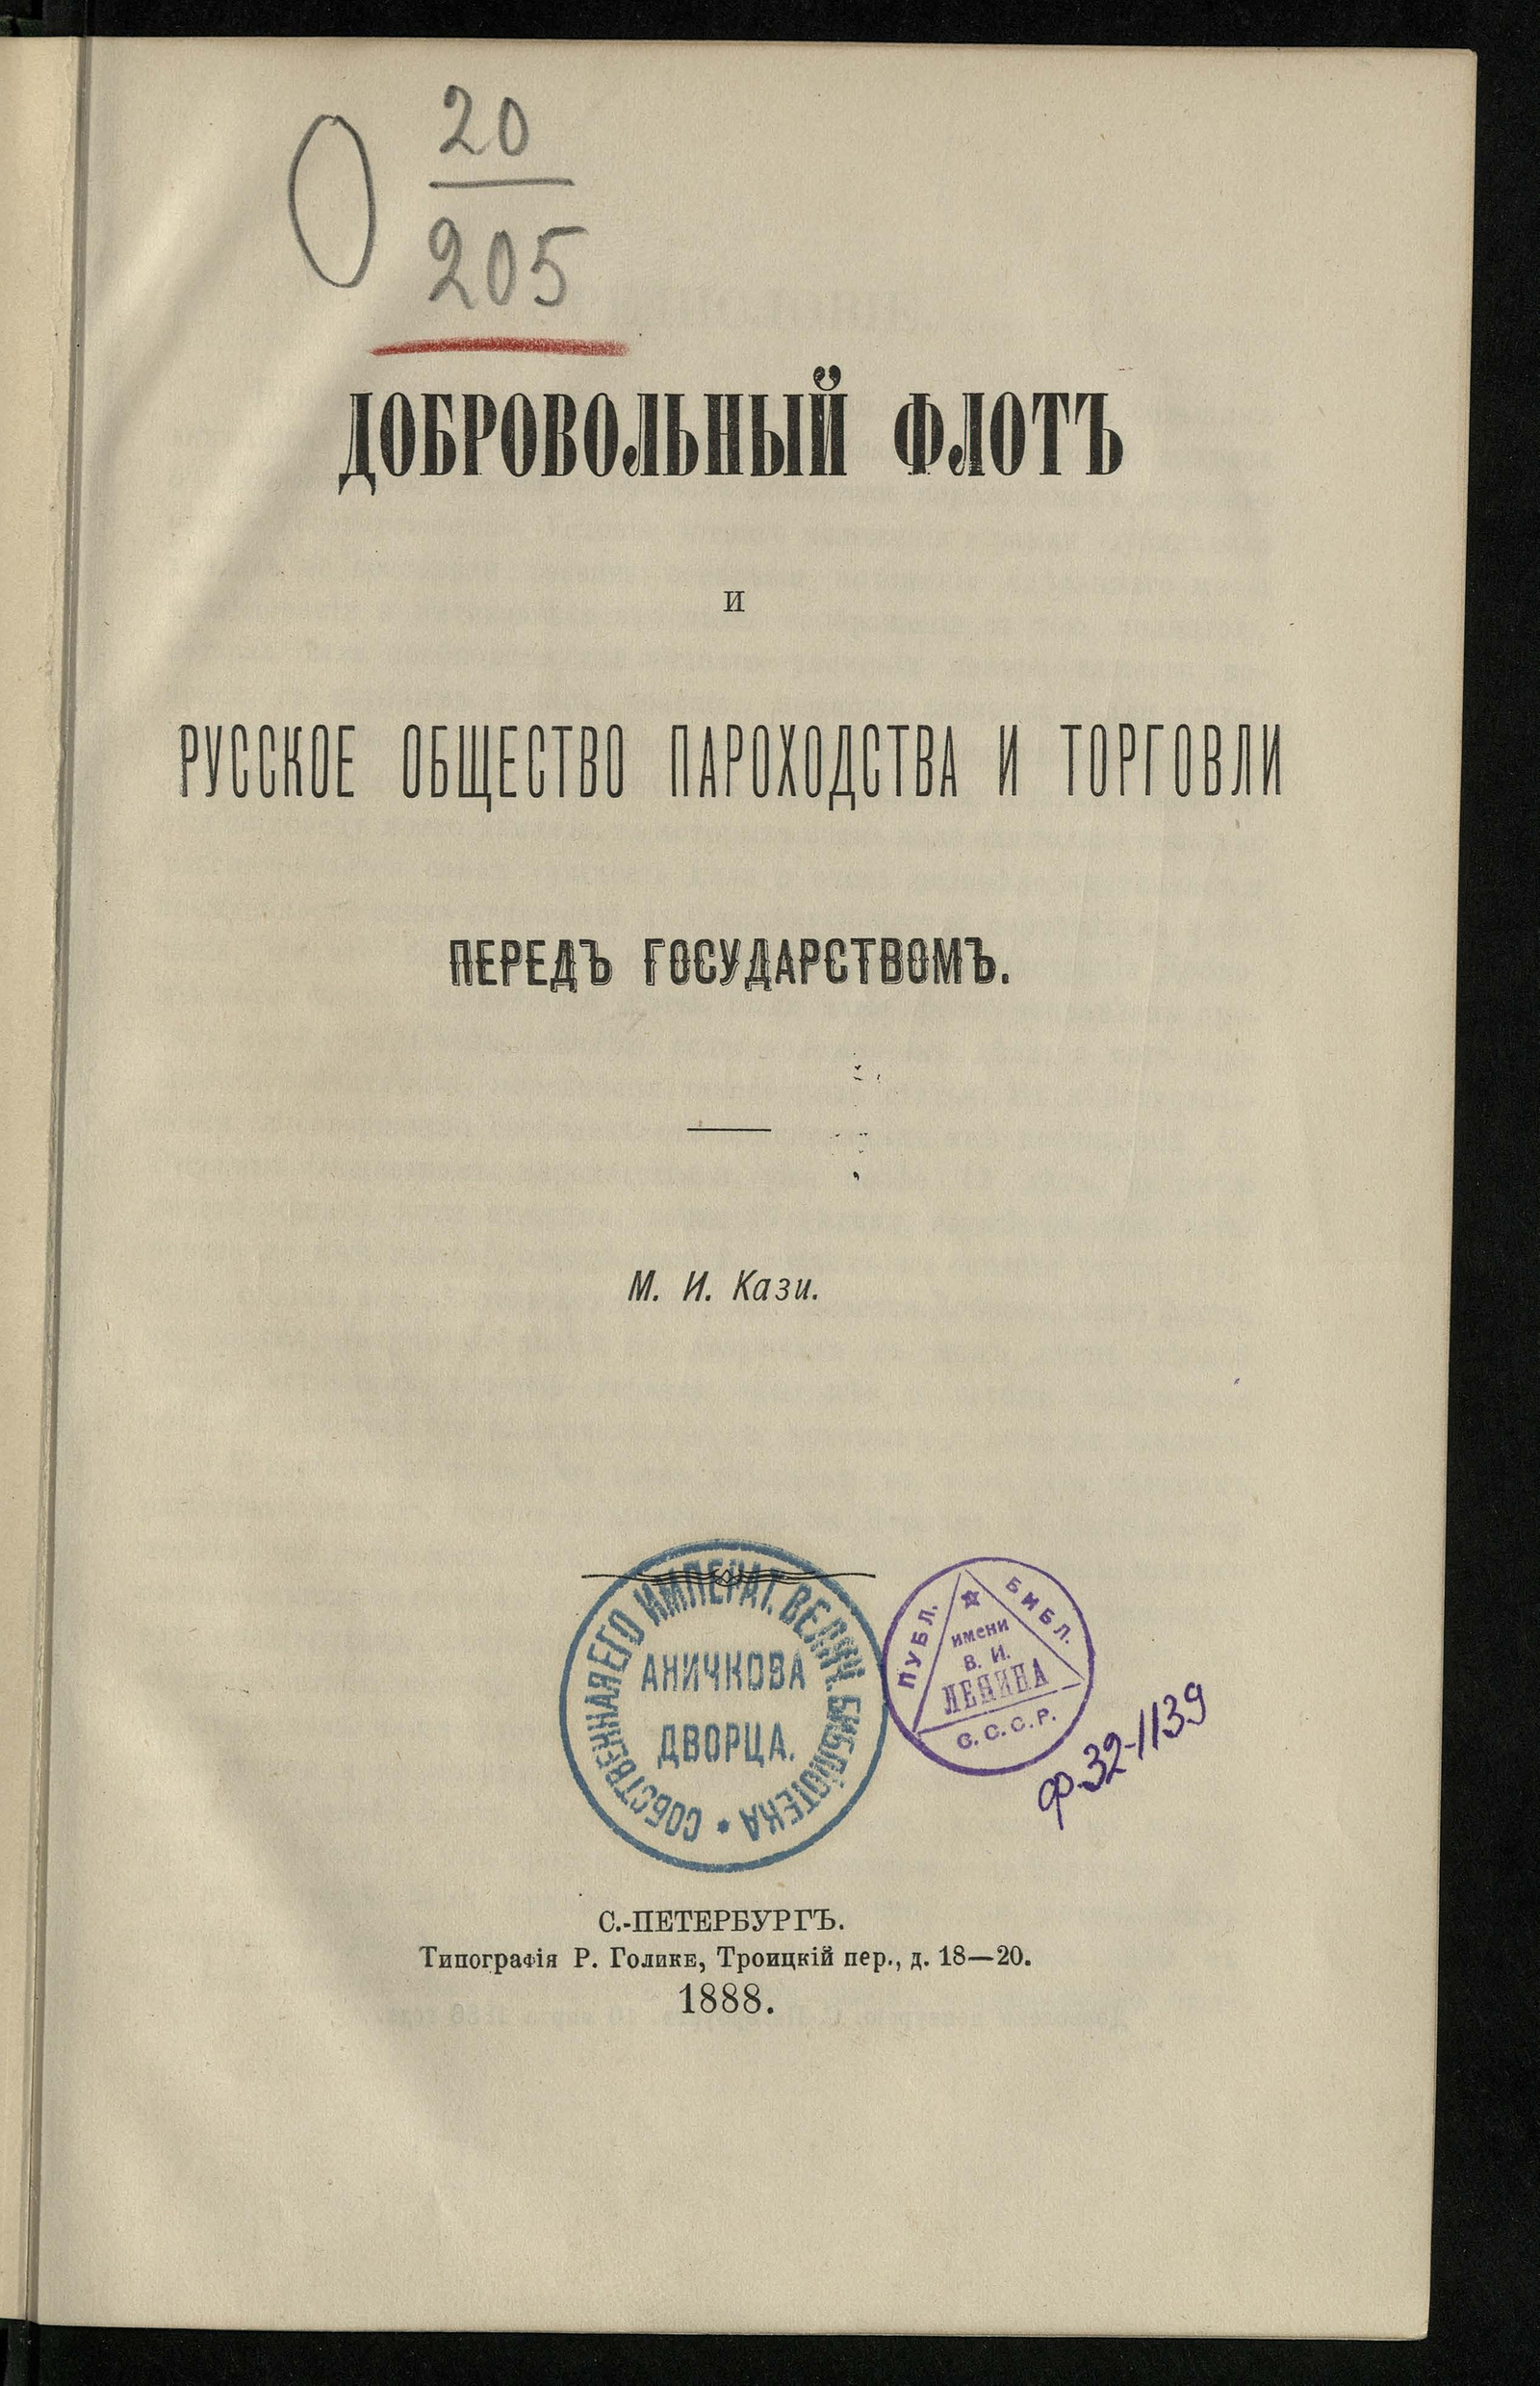 О 20
205
ДОБРОВОЛЬНЫЙ ФЛОТЪ
И
РУССКОЕ ОБЩЕСТВО ПАРОХОДСТВА И ТОРГОВЛИ
ПЕРЕДЪ ГОСУДАРСТВОМЪ.
М. И. Кази.
СОБСТВЕННАЯ ЕГО ИМПЕРАТ. ВЕЛИЧ. БИБЛІОТЕКА
АНИЧКОВА
ДВОРЦА.
ПУБЛ. БИБЛ.
имени
В. И.
ЛЕНИНА
С.С.С.Р.
ф.32-1139
С.-ПЕТЕРБУРГЪ.
Типографія Р. Голике, Троицкій пер., д. 18—20.
1888.